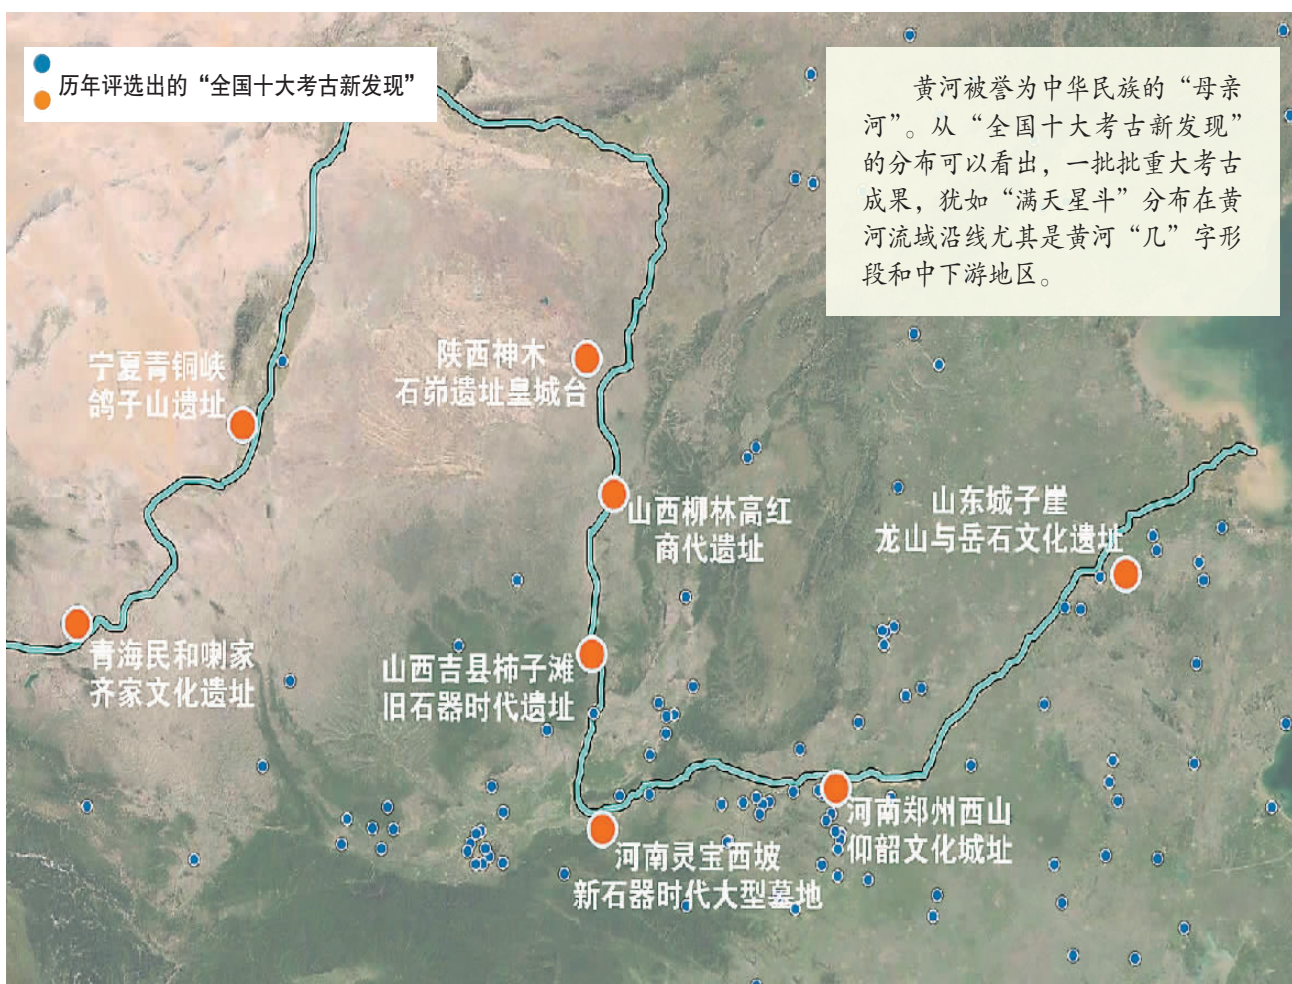 历年评选出的“全国十大考古新发现”
黄河被誉为中华民族的“母亲
河”。从“全国十大考古新发现”
的分布可以看出，一批批重大考古
成果，犹如“满天星斗”分布在黄
河流域沿线尤其是黄河“几”字形
段和中下游地区。
宁夏青铜峡
鸽子山遗址
陕西神木
石峁遗址皇城台
山西柳林高红
商代遗址
山东城子崖
龙山与岳石文化遗址
青海民和喇家
齐家文化遗址
山西吉县柿子滩
旧石器时代遗址
河南灵宝西坡
新石器时代大型墓地
河南郑州西山
仰韶文化城址